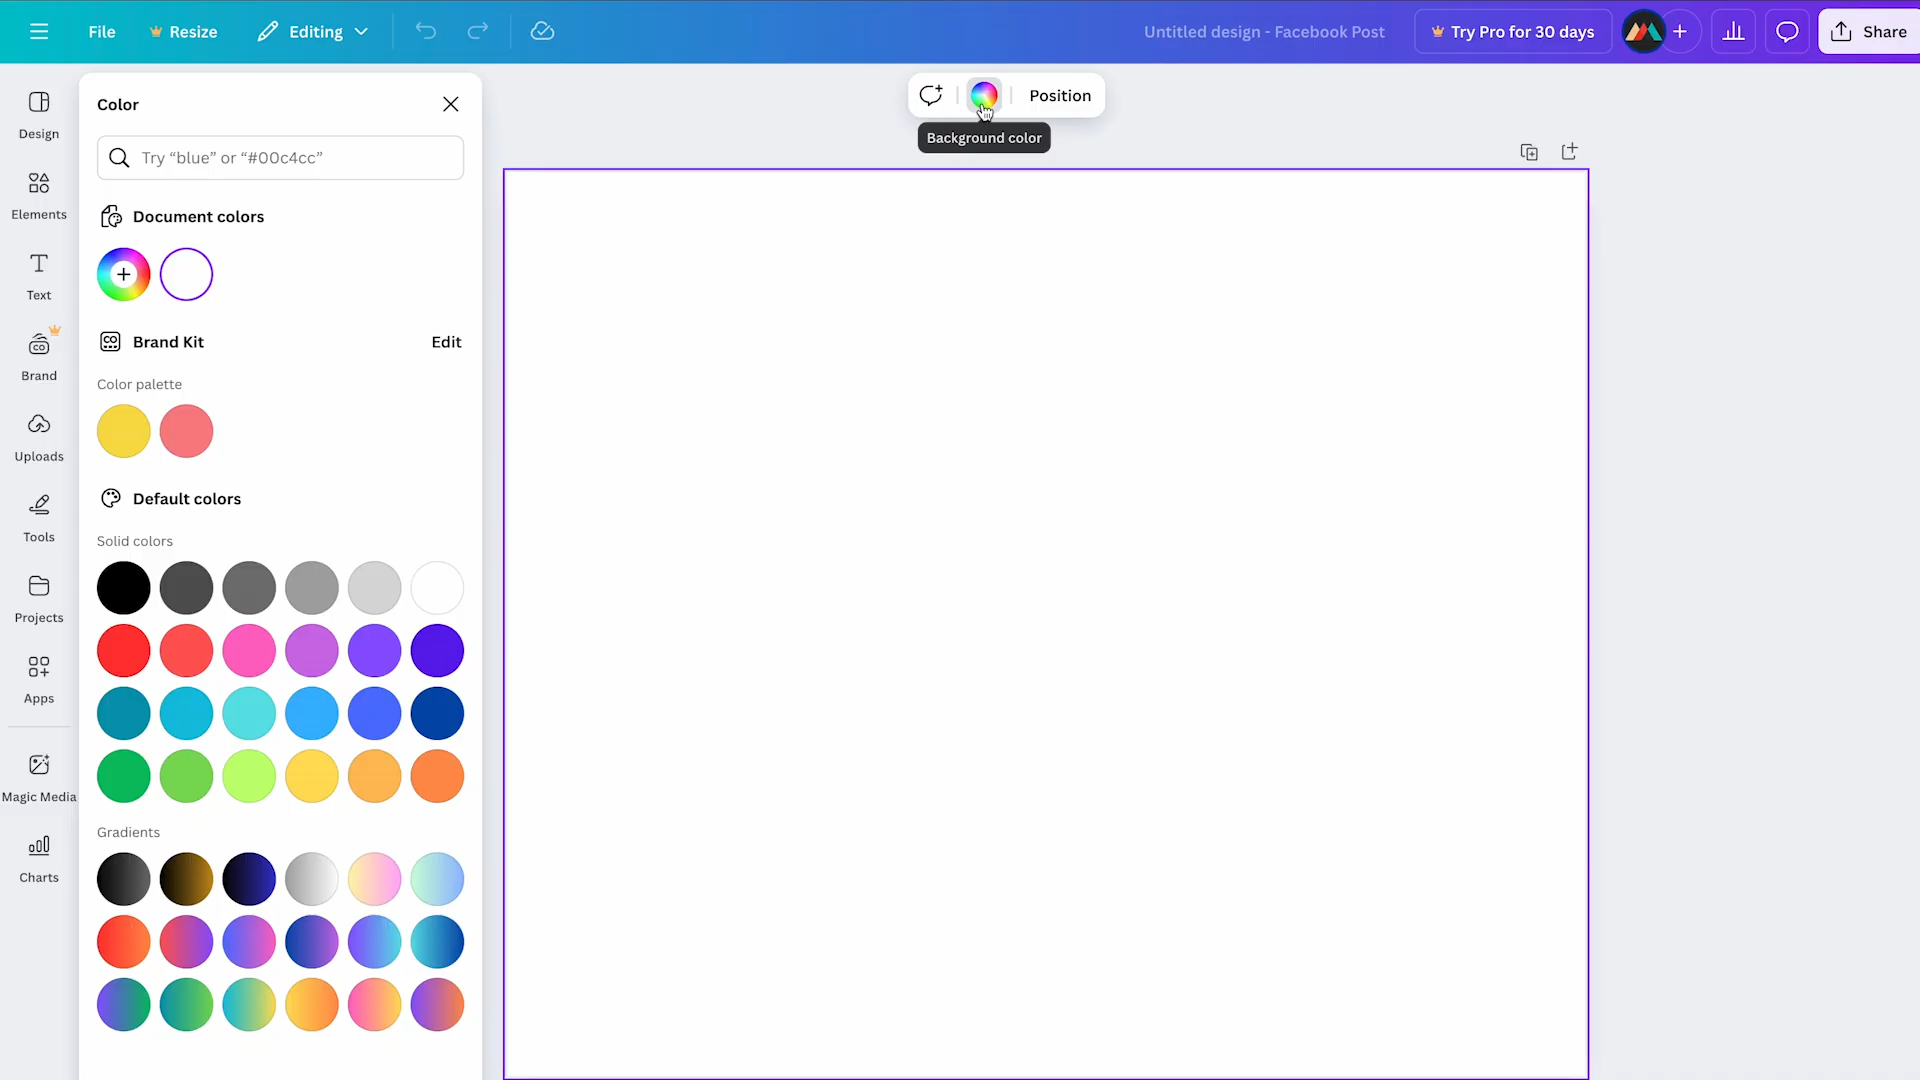 File
Resize
Editing
Untitled design - Facebook Post
Try Pro for 30 days
Share
Design
Elements
Text
Brand
Uploads
Tools
Projects
Apps
Magic Media
Charts
Color
Try “blue” or “#00c4cc”
Document colors
Brand Kit
Edit
Color palette
Default colors
Solid colors
Gradients
Position
Background color